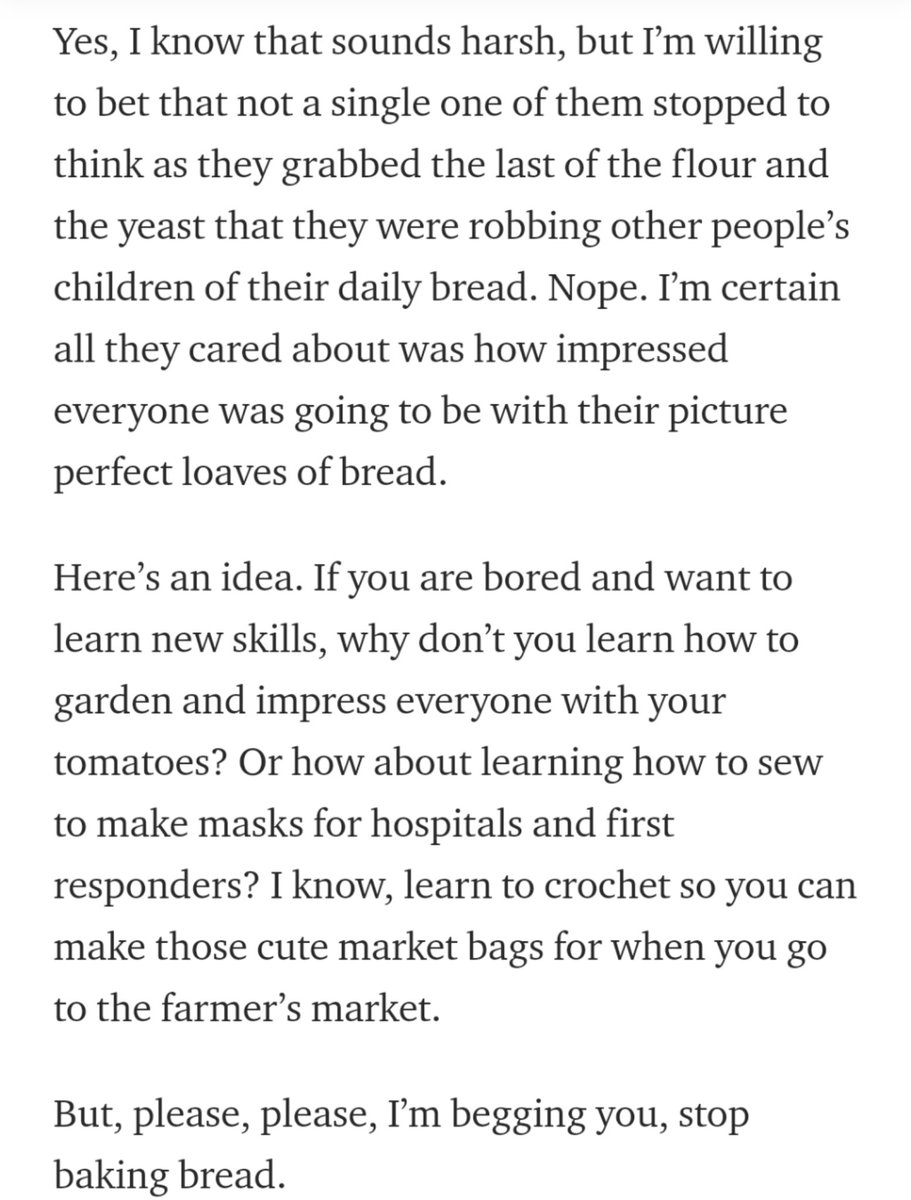 Yes, I know that sounds harsh, but I’m willing
to bet that not a single one of them stopped to
think as they grabbed the last of the flour and
the yeast that they were robbing other people’s
children of their daily bread. Nope. I’m certain
all they cared about was how impressed
everyone was going to be with their picture
perfect loaves of bread.
Here’s an idea. If you are bored and want to
learn new skills, why don’t you learn how to
garden and impress everyone with your
tomatoes? Or how about learning how to sew
to make masks for hospitals and first
responders? I know, learn to crochet so you can
make those cute market bags for when you go
to the farmer’s market.
But, please, please, I’m begging you, stop
baking bread.